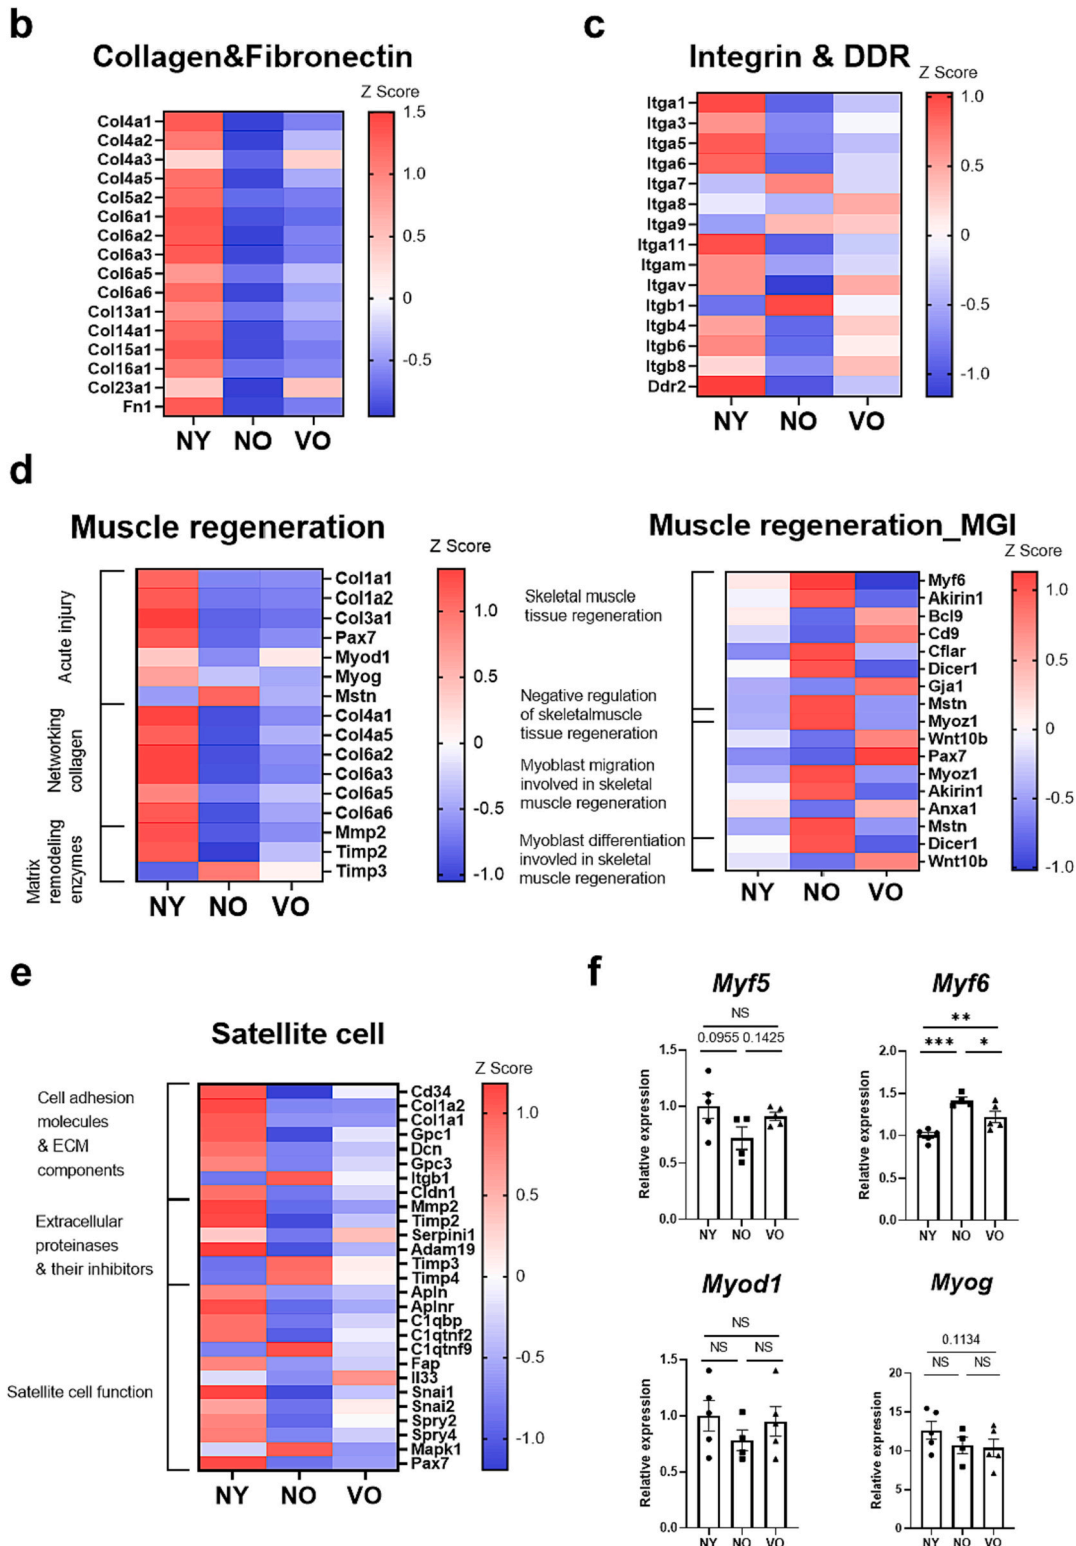 b
Collagen&Fibronectin
Z Score
Col4a1
Col4a2
Col4a3
Col4a5
Col5a2
Col6a1
Col6a2
Col6a3
Col6a5
Col6a6
Col13a1
Col14a1
Col15a1
Col16a1
Col23a1
Fn1
1.5
1.0
0.5
0
-0.5
NY NO VO
c
Integrin & DDR
Z Score
Itga1
Itga3
Itga5
Itga6
Itga7
Itga8
Itga9
Itga11
Itgam
Itgav
Itgb1
Itgb4
Itgb6
Itgb8
Ddr2
1.0
0.5
0
-0.5
-1.0
NY NO VO
d
Muscle regeneration
Z Score
Acute injury
Networking
collagen
Matrix
remodeling
enzymes
Col1a1
Col1a2
Col3a1
Pax7
Myod1
Myog
Mstn
Col4a1
Col4a5
Col6a2
Col6a3
Col6a5
Col6a6
Mmp2
Timp2
Timp3
1.0
0.5
0
-0.5
-1.0
NY NO VO
Muscle regeneration_MGI
Z Score
Skeletal muscle
tissue regeneration
Negative regulation
of skeletalmuscle
tissue regeneration
Myoblast migration
involved in skeletal
muscle regeneration
Myoblast differentiation
invovled in skeletal
muscle regeneration
Myf6
Akirin1
Bcl9
Cd9
Cflar
Dicer1
Gja1
Mstn
Myoz1
Wnt10b
Pax7
Myoz1
Akirin1
Anxa1
Mstn
Dicer1
Wnt10b
1.0
0.5
0
-0.5
-1.0
NY NO VO
e
Satellite cell
Z Score
Cell adhesion
molecules
& ECM
components
Extracellular
proteinases
& their inhibitors
Satellite cell function
Cd34
Col1a2
Col1a1
Gpc1
Dcn
Gpc3
Itgb1
Cldn1
Mmp2
Timp2
Serpini1
Adam19
Timp3
Timp4
Apln
Aplnr
C1qbp
C1qtnf2
C1qtnf9
Fap
Il33
Snai1
Snai2
Spry2
Spry4
Mapk1
Pax7
1.0
0.5
0
-0.5
-1.0
NY NO VO
f
Myf5
NS
0.0955 0.1425
Relative expression
1.5
1.0
0.5
0.0
NY NO VO
Myf6
**
*** *
Relative expression
2.0
1.5
1.0
0.5
0.0
NY NO VO
Myod1
NS
NS NS
Relative expression
1.5
1.0
0.5
0.0
NY NO VO
Myog
0.1134
NS NS
Relative expression
20
15
10
5
0
NY NO VO